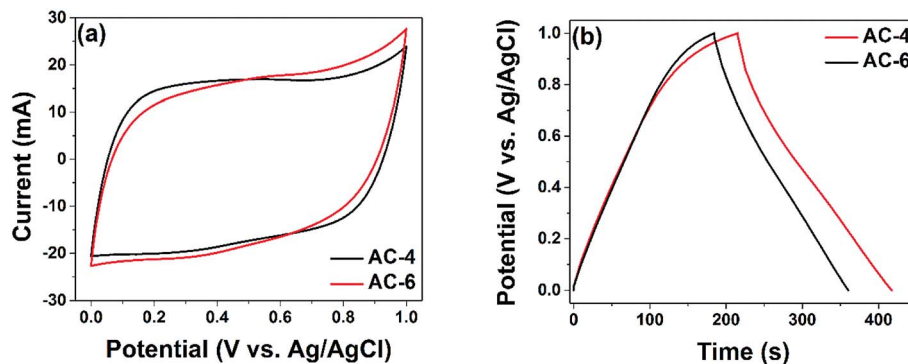 (a)
Current (mA)
30
20
10
0
-10
-20
-30
AC-4
AC-6
0.0 0.2 0.4 0.6 0.8 1.0
Potential (V vs. Ag/AgCl)
(b)
Potential (V vs. Ag/AgCl)
1.0
0.8
0.6
0.4
0.2
0.0
AC-4
AC-6
0 100 200 300 400
Time (s)